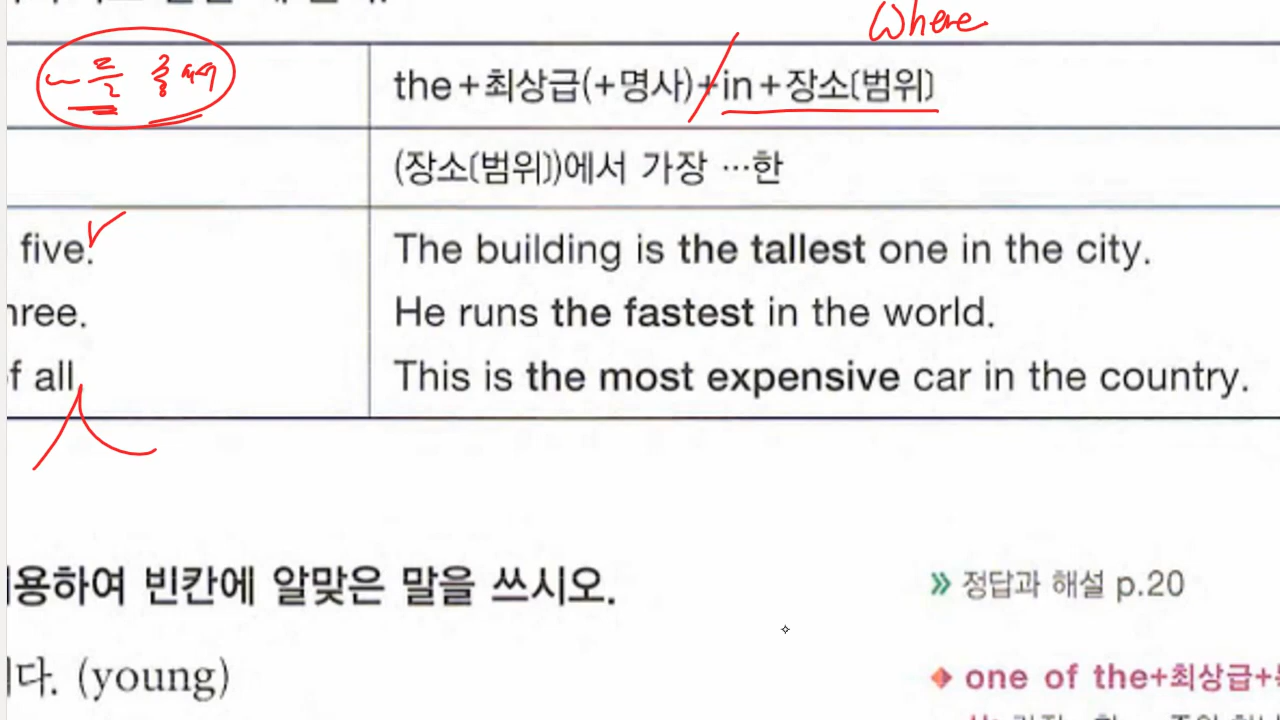 Where
~들 중에서
the+최상급(+명사)+in+장소〔범위〕
(장소〔범위〕)에서 가장 …한
five.
The building is the tallest one in the city.
hree.
He runs the fastest in the world.
f all
This is the most expensive car in the country.
용하여 빈칸에 알맞은 말을 쓰시오.
» 정답과 해설 p.20
다. (young)
◆ one of the+최상급+